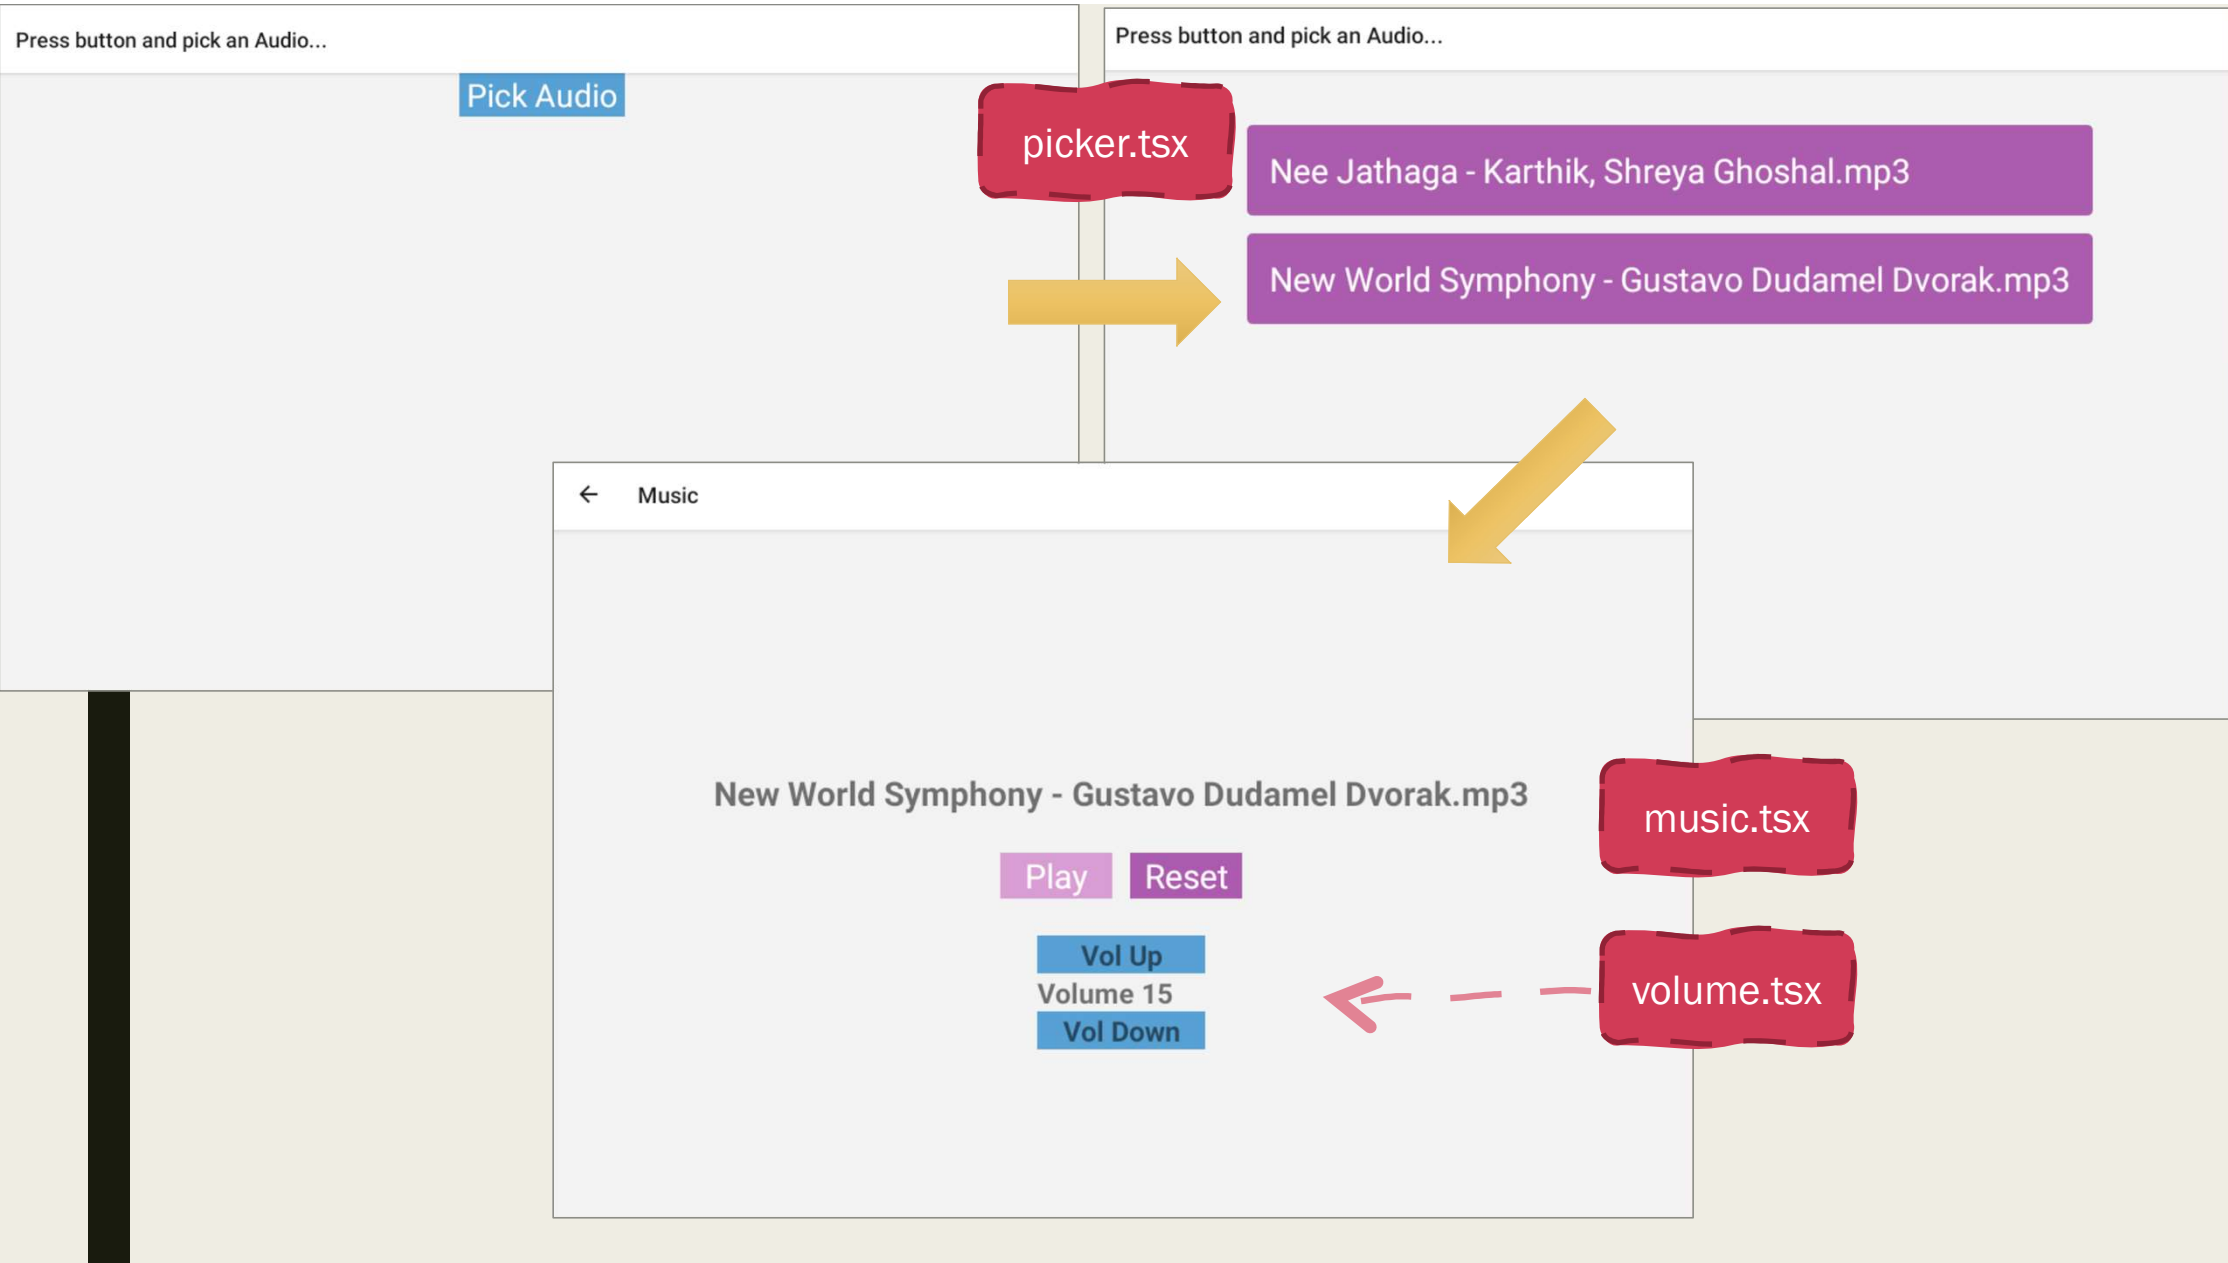 Press button and pick an Audio...
Pick Audio
picker.tsx
Press button and pick an Audio...
Nee Jathaga - Karthik, Shreya Ghoshal.mp3
New World Symphony - Gustavo Dudamel Dvorak.mp3
Music
New World Symphony - Gustavo Dudamel Dvorak.mp3
Play Reset
Vol Up
Volume 15
Vol Down
music.tsx
volume.tsx